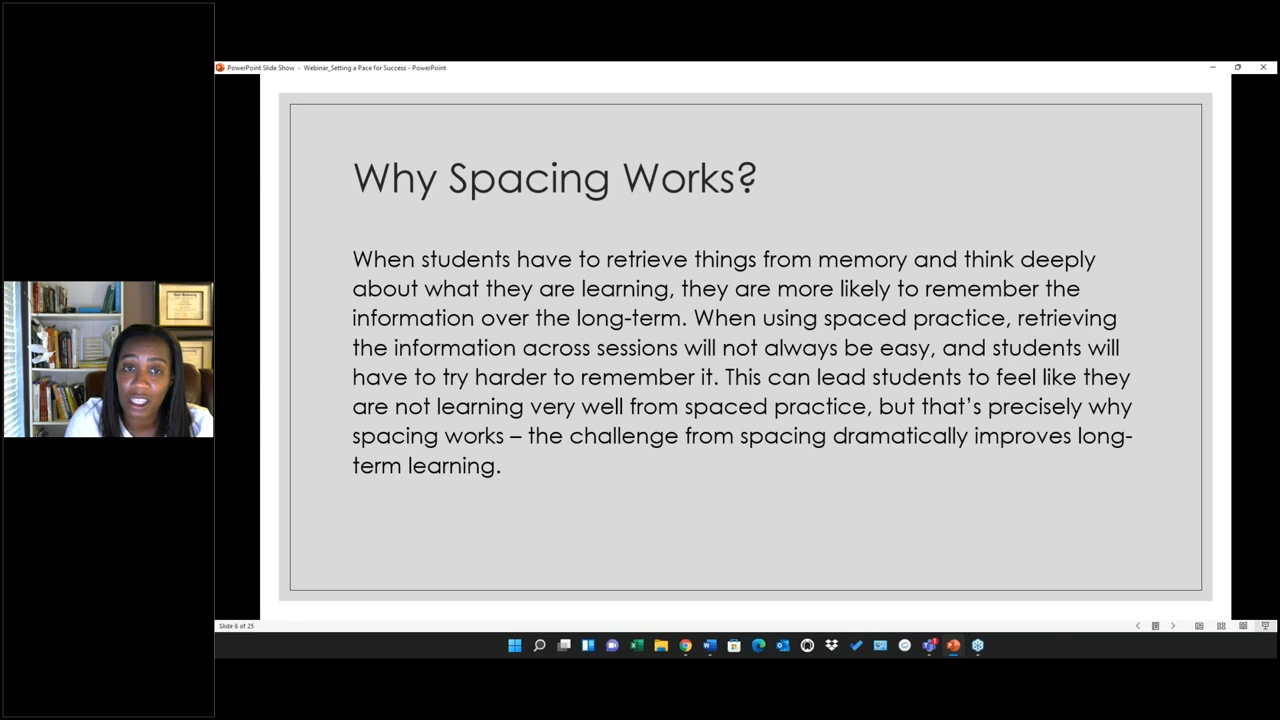 PowerPoint Slide Show - Webinar_Setting a Pace for Success - PowerPoint
Why Spacing Works?
When students have to retrieve things from memory and think deeply
about what they are learning, they are more likely to remember the
information over the long-term. When using spaced practice, retrieving
the information across sessions will not always be easy, and students will
have to try harder to remember it. This can lead students to feel like they
are not learning very well from spaced practice, but that’s precisely why
spacing works – the challenge from spacing dramatically improves long-
term learning.
Slide 6 of 25